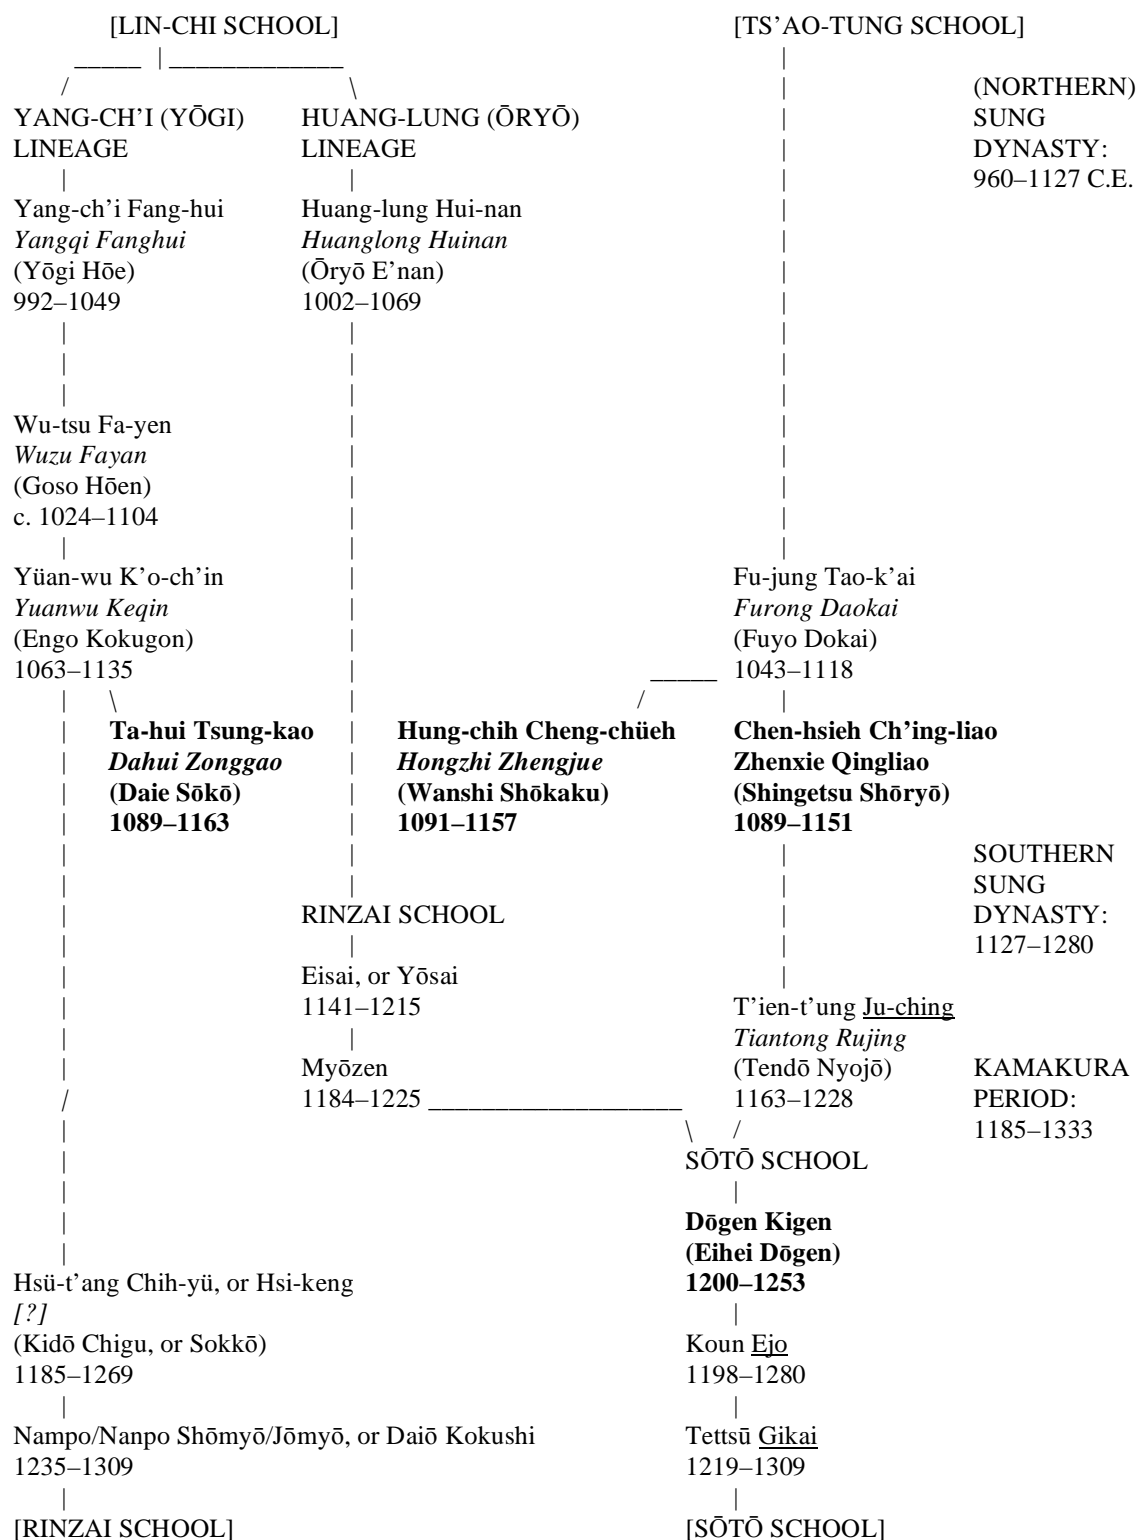 [LIN-CHI SCHOOL] [TS’AO-TUNG SCHOOL]
(NORTHERN)
YANG-CH’I (YŌGI) HUANG-LUNG (ŌRYŌ) SUNG
LINEAGE LINEAGE DYNASTY:
960–1127 C.E.
Yang-ch’i Fang-hui Huang-lung Hui-nan
Yangqi Fanghui Huanglong Huinan
(Yōgi Hōe) (Ōryō E’nan)
992–1049 1002–1069
Wu-tsu Fa-yen
Wuzu Fayan
(Goso Hōen)
c. 1024–1104
Yüan-wu K’o-ch’in Fu-jung Tao-k’ai
Yuanwu Keqin Furong Daokai
(Engo Kokugon) (Fuyo Dokai)
1063–1135 1043–1118
Ta-hui Tsung-kao Hung-chih Cheng-chüeh Chen-hsieh Ch’ing-liao
Dahui Zonggao Hongzhi Zhengjue Zhenxie Qingliao
(Daie Sōkō) (Wanshi Shōkaku) (Shingetsu Shōryō)
1089–1163 1091–1157 1089–1151
SOUTHERN
SUNG
RINZAI SCHOOL DYNASTY:
1127–1280
Eisai, or Yōsai
1141–1215 T’ien-t’ung Ju-ching
Tiantong Rujing
Myōzen (Tendō Nyojō) KAMAKURA
1184–1225 1163–1228 PERIOD:
1185–1333
SŌTŌ SCHOOL
Dōgen Kigen
(Eihei Dōgen)
Hsü-t’ang Chih-yü, or Hsi-keng 1200–1253
[?]
(Kidō Chigu, or Sokkō) Koun Ejo
1185–1269 1198–1280
Nampo/Nanpo Shōmyō/Jōmyō, or Daiō Kokushi Tettsū Gikai
1235–1309 1219–1309
[RINZAI SCHOOL] [SŌTŌ SCHOOL]